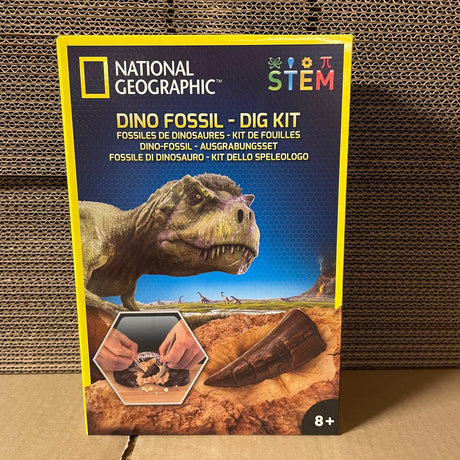 NATIONAL
GEOGRAPHIC™
STEM
DINO FOSSIL - DIG KIT
FOSSILES DE DINOSAURES - KIT DE FOUILLES
DINO-FOSSIL - AUSGRABUNGSSET
FOSSILE DI DINOSAURO - KIT DELLO SPELEOLOGO
8+